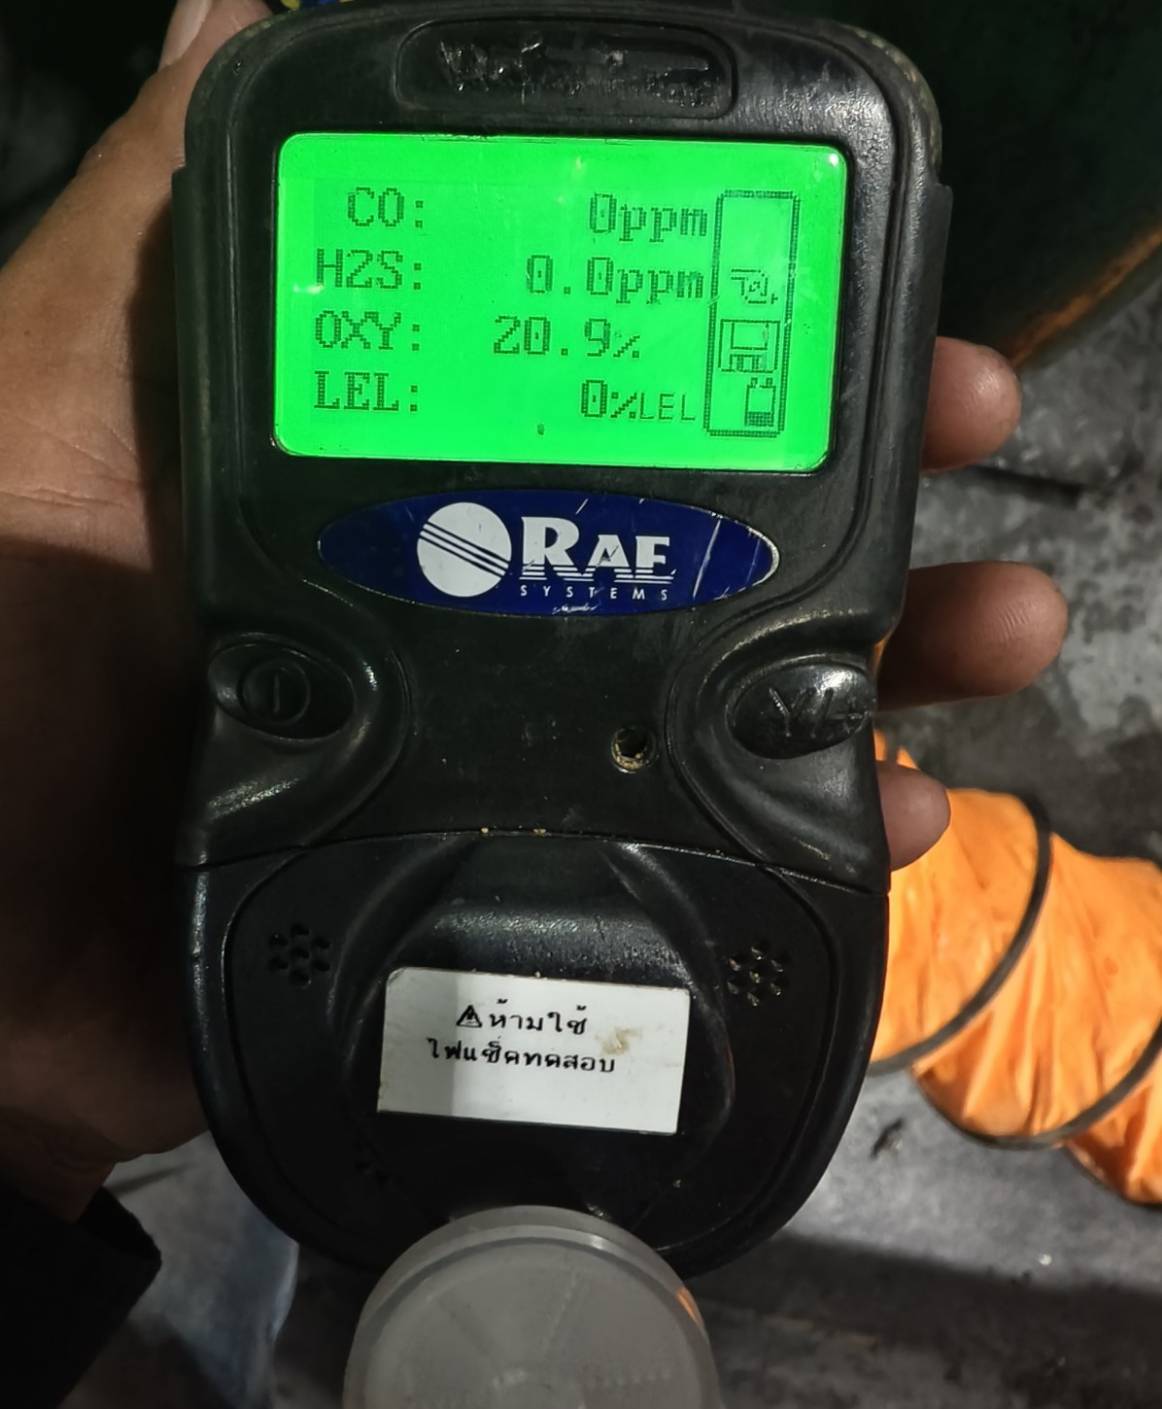 CO: 0ppm
H2S: 0.0ppm
OXY: 20.9%
LEL: 0%LEL
RAE
SYSTEMS
Y/+
⚠ห้ามใช้
ไฟแช็คทดสอบ